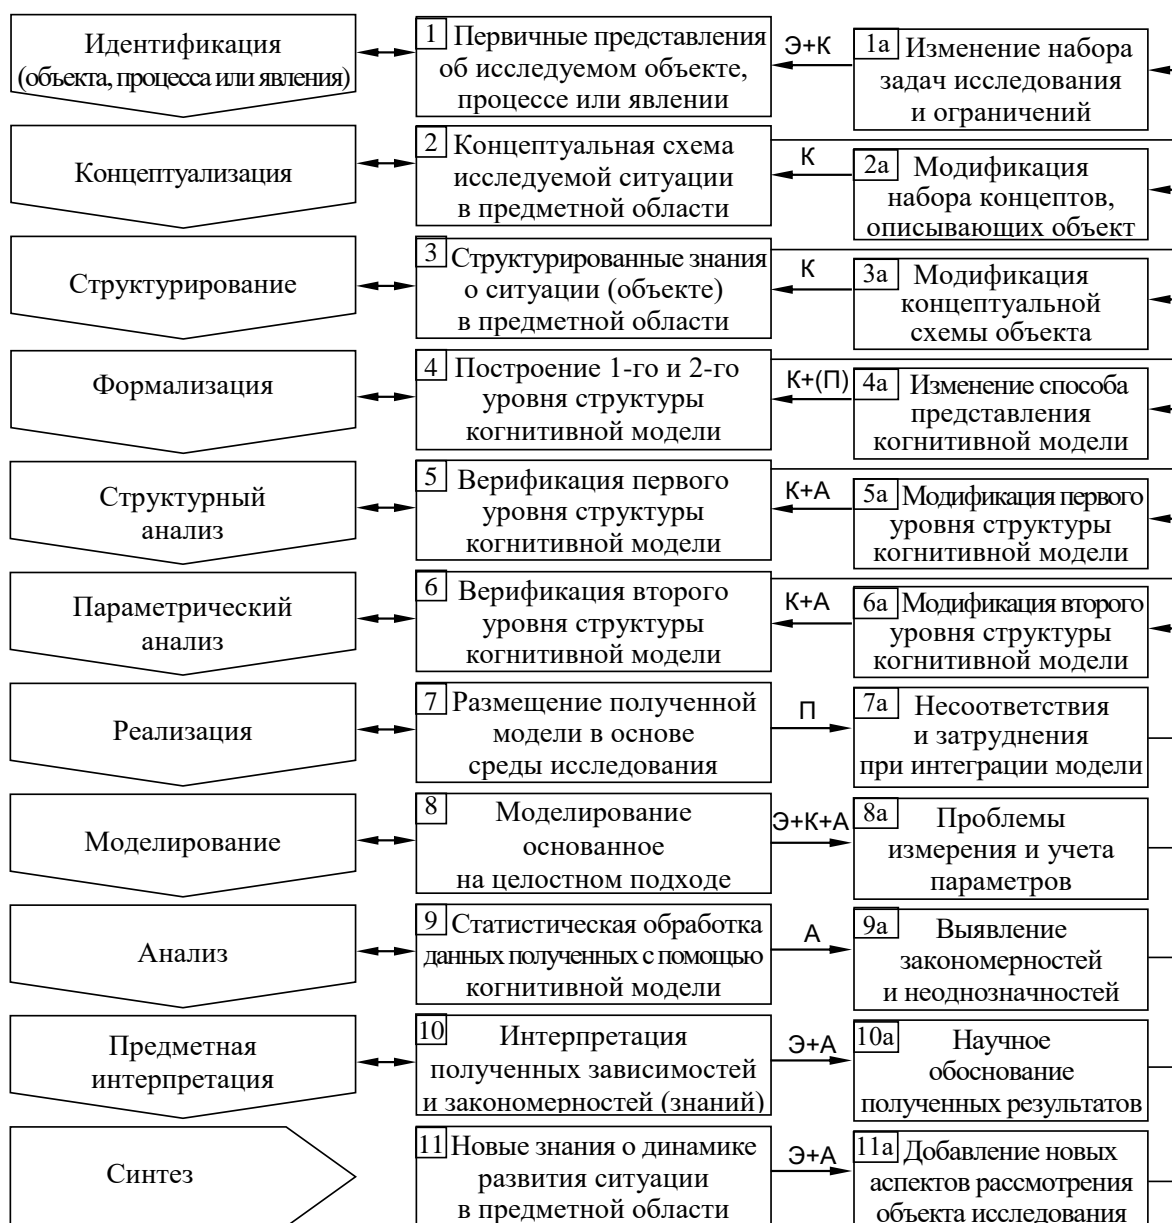 Идентификация
(объекта, процесса или явления)
1 Первичные представления
об исследуемом объекте,
процессе или явлении
Э+К
1а Изменение набора
задач исследования
и ограничений
Концептуализация
2 Концептуальная схема
исследуемой ситуации
в предметной области
К
2а Модификация
набора концептов,
описывающих объект
Структурирование
3 Структурированные знания
о ситуации (объекте)
в предметной области
К
3а Модификация
концептуальной
схемы объекта
Формализация
4 Построение 1-го и 2-го
уровня структуры
когнитивной модели
К+(П)
4а Изменение способа
представления
когнитивной модели
Структурный
анализ
5 Верификация первого
уровня структуры
когнитивной модели
К+А
5а Модификация первого
уровня структуры
когнитивной модели
Параметрический
анализ
6 Верификация второго
уровня структуры
когнитивной модели
К+А
6а Модификация второго
уровня структуры
когнитивной модели
Реализация
7 Размещение полученной
модели в основе
среды исследования
П
7а Несоответствия
и затруднения
при интеграции модели
Моделирование
8 Моделирование
основанное
на целостном подходе
Э+К+А
8а Проблемы
измерения и учета
параметров
Анализ
9 Статистическая обработка
данных полученных с помощью
когнитивной модели
А
9а Выявление
закономерностей
и неоднозначностей
Предметная
интерпретация
10 Интерпретация
полученных зависимостей
и закономерностей (знаний)
Э+А
10а Научное
обоснование
полученных результатов
Синтез
11 Новые знания о динамике
развития ситуации
в предметной области
Э+А
11а Добавление новых
аспектов рассмотрения
объекта исследования